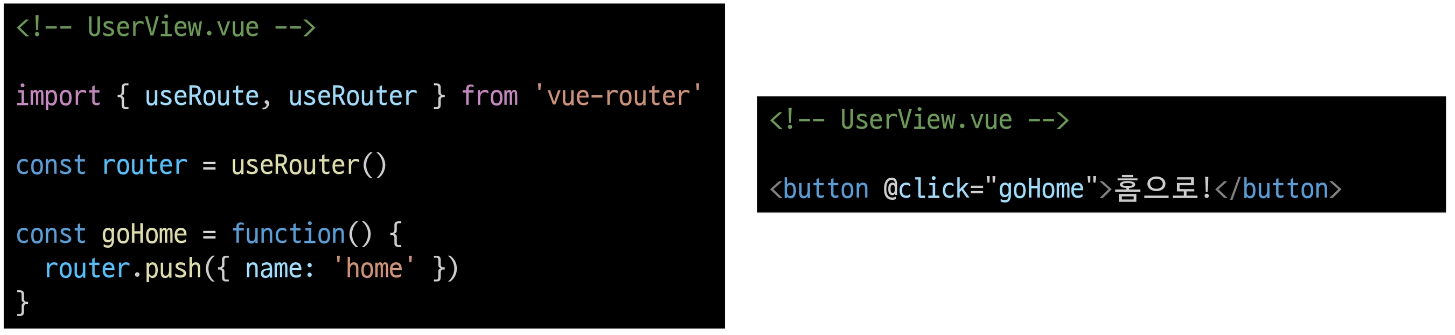 <!-- UserView.vue -->
import { useRoute, useRouter } from 'vue-router'
const router = useRouter()
const goHome = function() {
  router.push({ name: 'home' })
}
<!-- UserView.vue -->
<button @click="goHome">홈으로!</button>